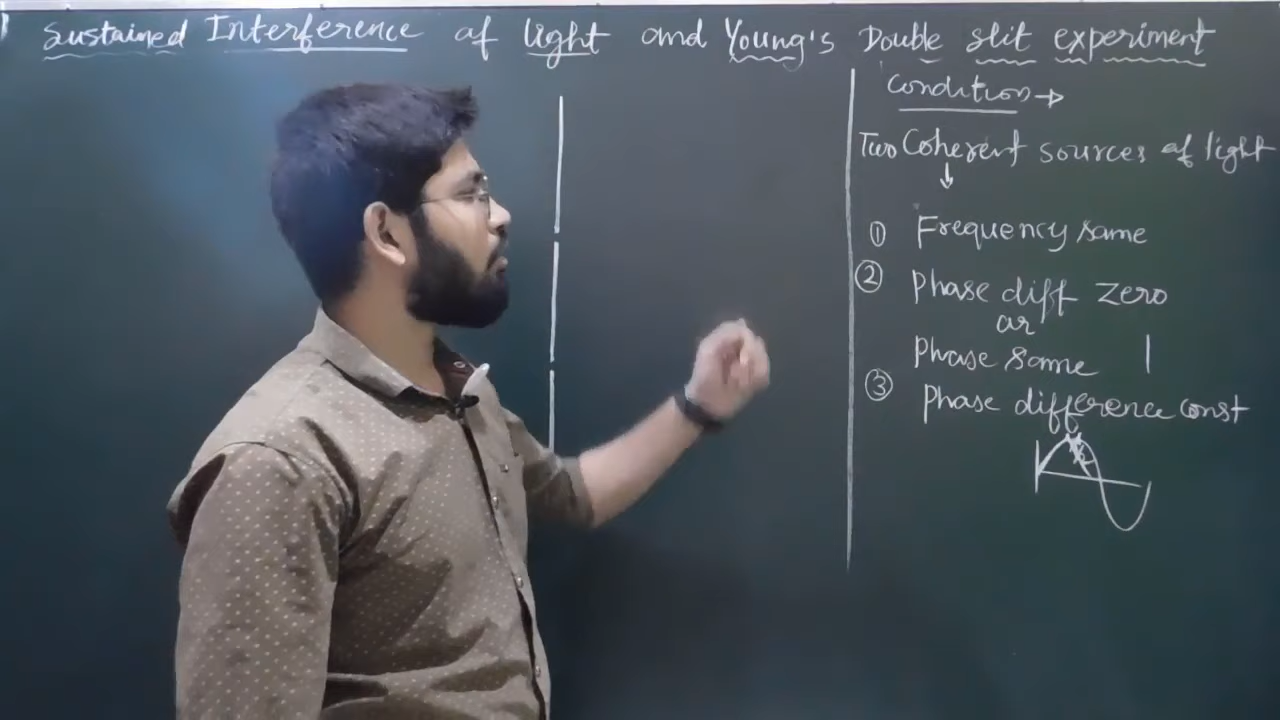 Sustained Interference of light and Young's Double slit experiment
Condition →
Two Coherent sources of light
↓
① Frequency same
② Phase diff zero
or
Phase same
③ Phase difference const